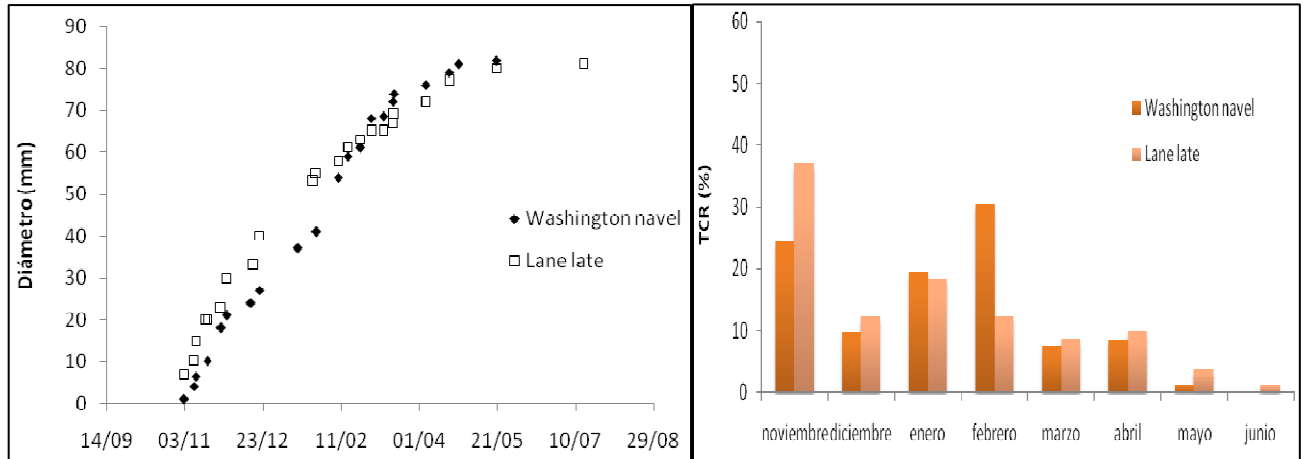 Diámetro (mm)
90
80
70
60
50
40
30
20
10
0
14/09 03/11 23/12 11/02 01/04 21/05 10/07 29/08
Washington navel
Lane late
TCR (%)
60
50
40
30
20
10
0
noviembre diciembre enero febrero marzo abril mayo junio
Washington navel
Lane late